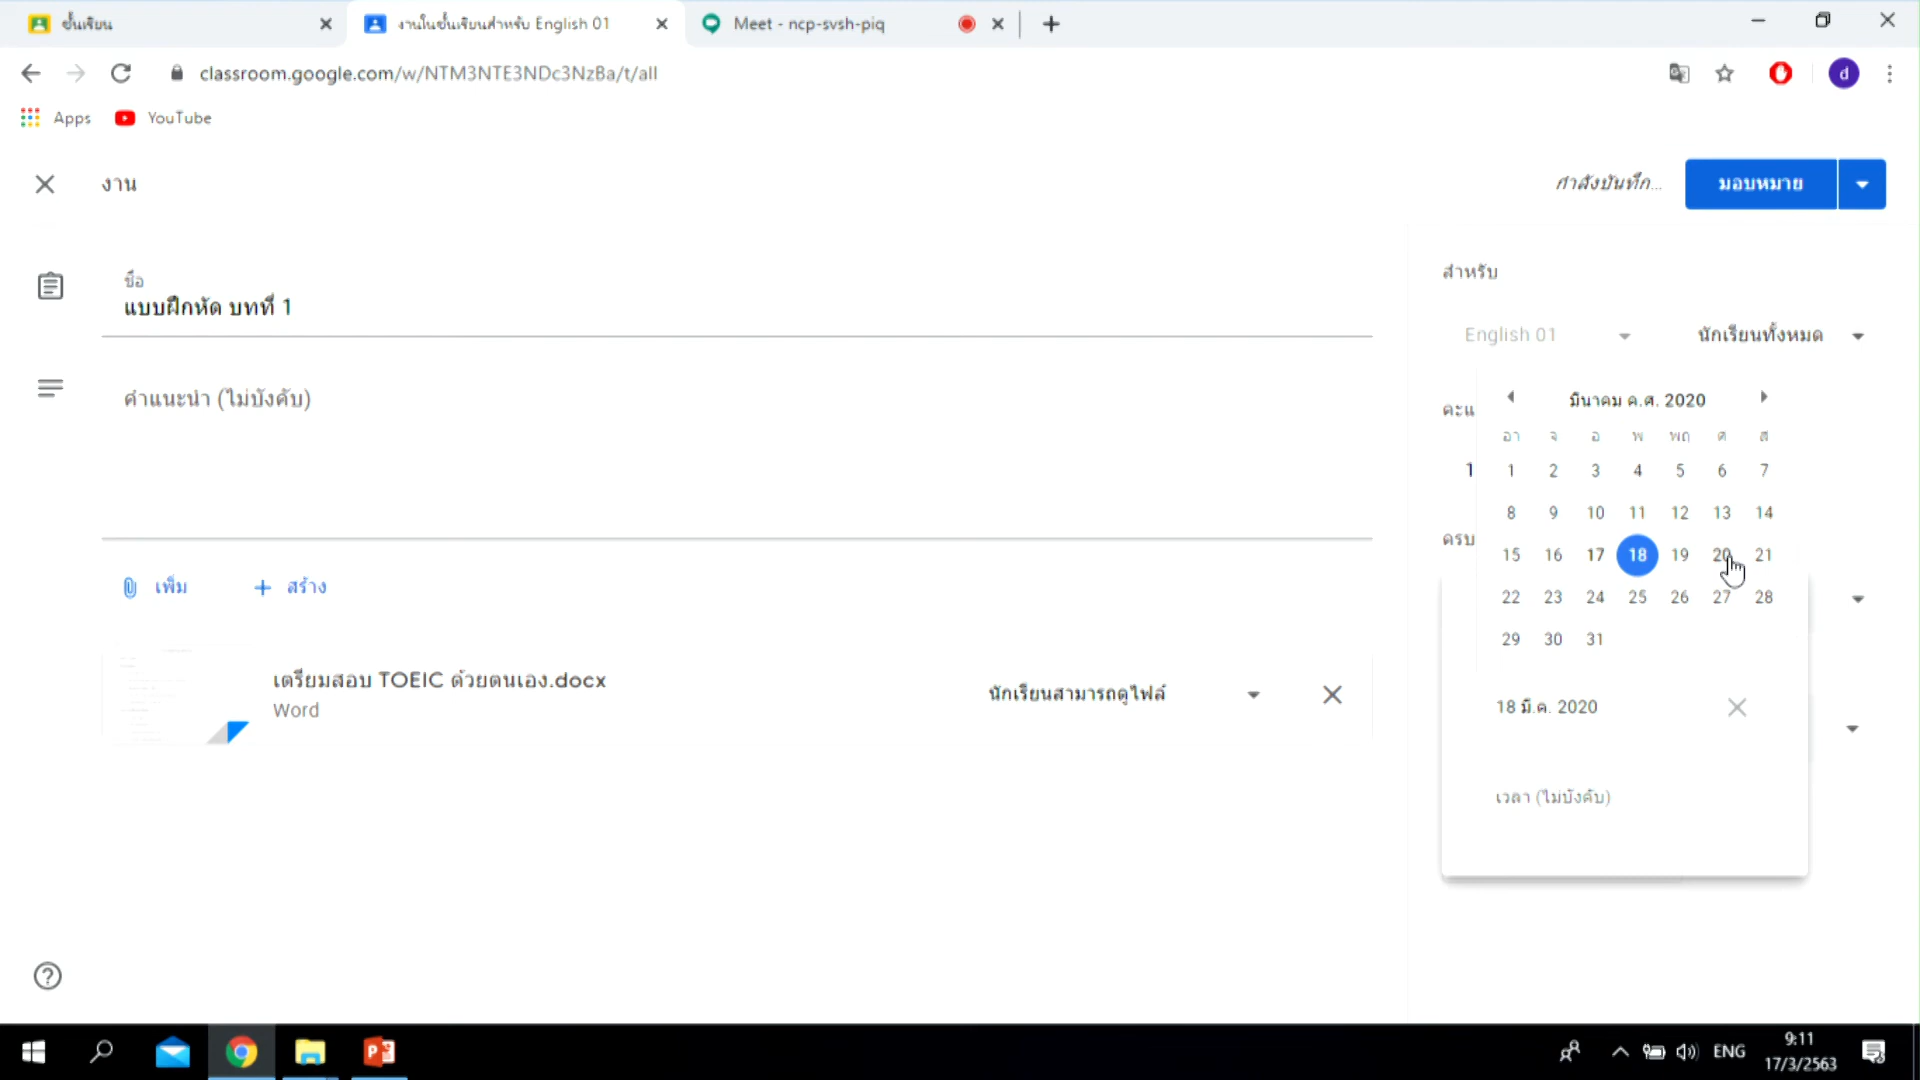 ชั้นเรียน
งานในชั้นเรียนสำหรับ English 01
Meet - ncp-svsh-piq
classroom.google.com/w/NTM3NTE3NDc3NzBa/t/all
d
Apps
YouTube
งาน
กำลังบันทึก...
มอบหมาย
ชื่อ
แบบฝึกหัด บทที่ 1
คำแนะนำ (ไม่บังคับ)
เพิ่ม
สร้าง
เตรียมสอบ TOEIC ด้วยตนเอง.docx
Word
นักเรียนสามารถดูไฟล์
สำหรับ
English 01
นักเรียนทั้งหมด
คะแ
1
ครบ
มีนาคม ค.ศ. 2020
อา จ อ พ พฤ ศ ส
1 2 3 4 5 6 7
8 9 10 11 12 13 14
15 16 17 18 19 20 21
22 23 24 25 26 27 28
29 30 31
18 มี.ค. 2020
เวลา (ไม่บังคับ)
ENG
9:11
17/3/2563